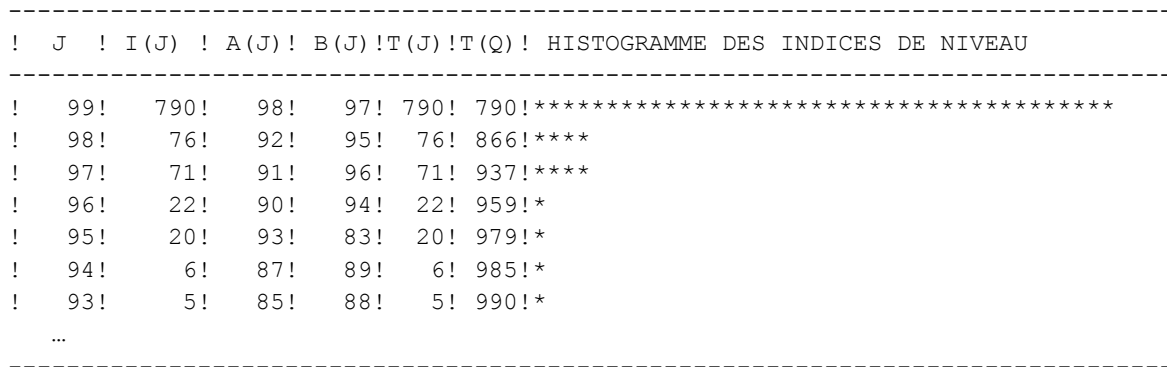 --------------------------------------------------------------------------------
!  J  ! I(J) ! A(J)! B(J)!T(J)!T(Q)! HISTOGRAMME DES INDICES DE NIVEAU
--------------------------------------------------------------------------------
!   99!   790!   98!   97! 790! 790!****************************************
!   98!    76!   92!   95!  76! 866!****
!   97!    71!   91!   96!  71! 937!****
!   96!    22!   90!   94!  22! 959!*
!   95!    20!   93!   83!  20! 979!*
!   94!     6!   87!   89!   6! 985!*
!   93!     5!   85!   88!   5! 990!*
…
--------------------------------------------------------------------------------